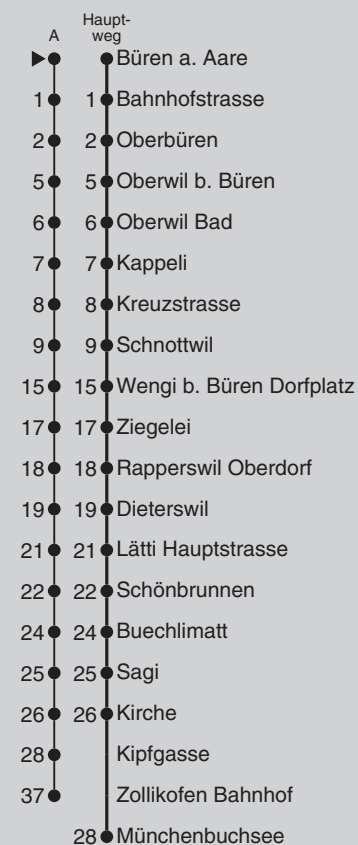 Haupt-
A weg
Büren a. Aare
1 1 Bahnhofstrasse
2 2 Oberbüren
5 5 Oberwil b. Büren
6 6 Oberwil Bad
7 7 Kappeli
8 8 Kreuzstrasse
9 9 Schnottwil
15 15 Wengi b. Büren Dorfplatz
17 17 Ziegelei
18 18 Rapperswil Oberdorf
19 19 Dieterswil
21 21 Lätti Hauptstrasse
22 22 Schönbrunnen
24 24 Buechlimatt
25 25 Sagi
26 26 Kirche
28 Kipfgasse
37 Zollikofen Bahnhof
28 Münchenbuchsee